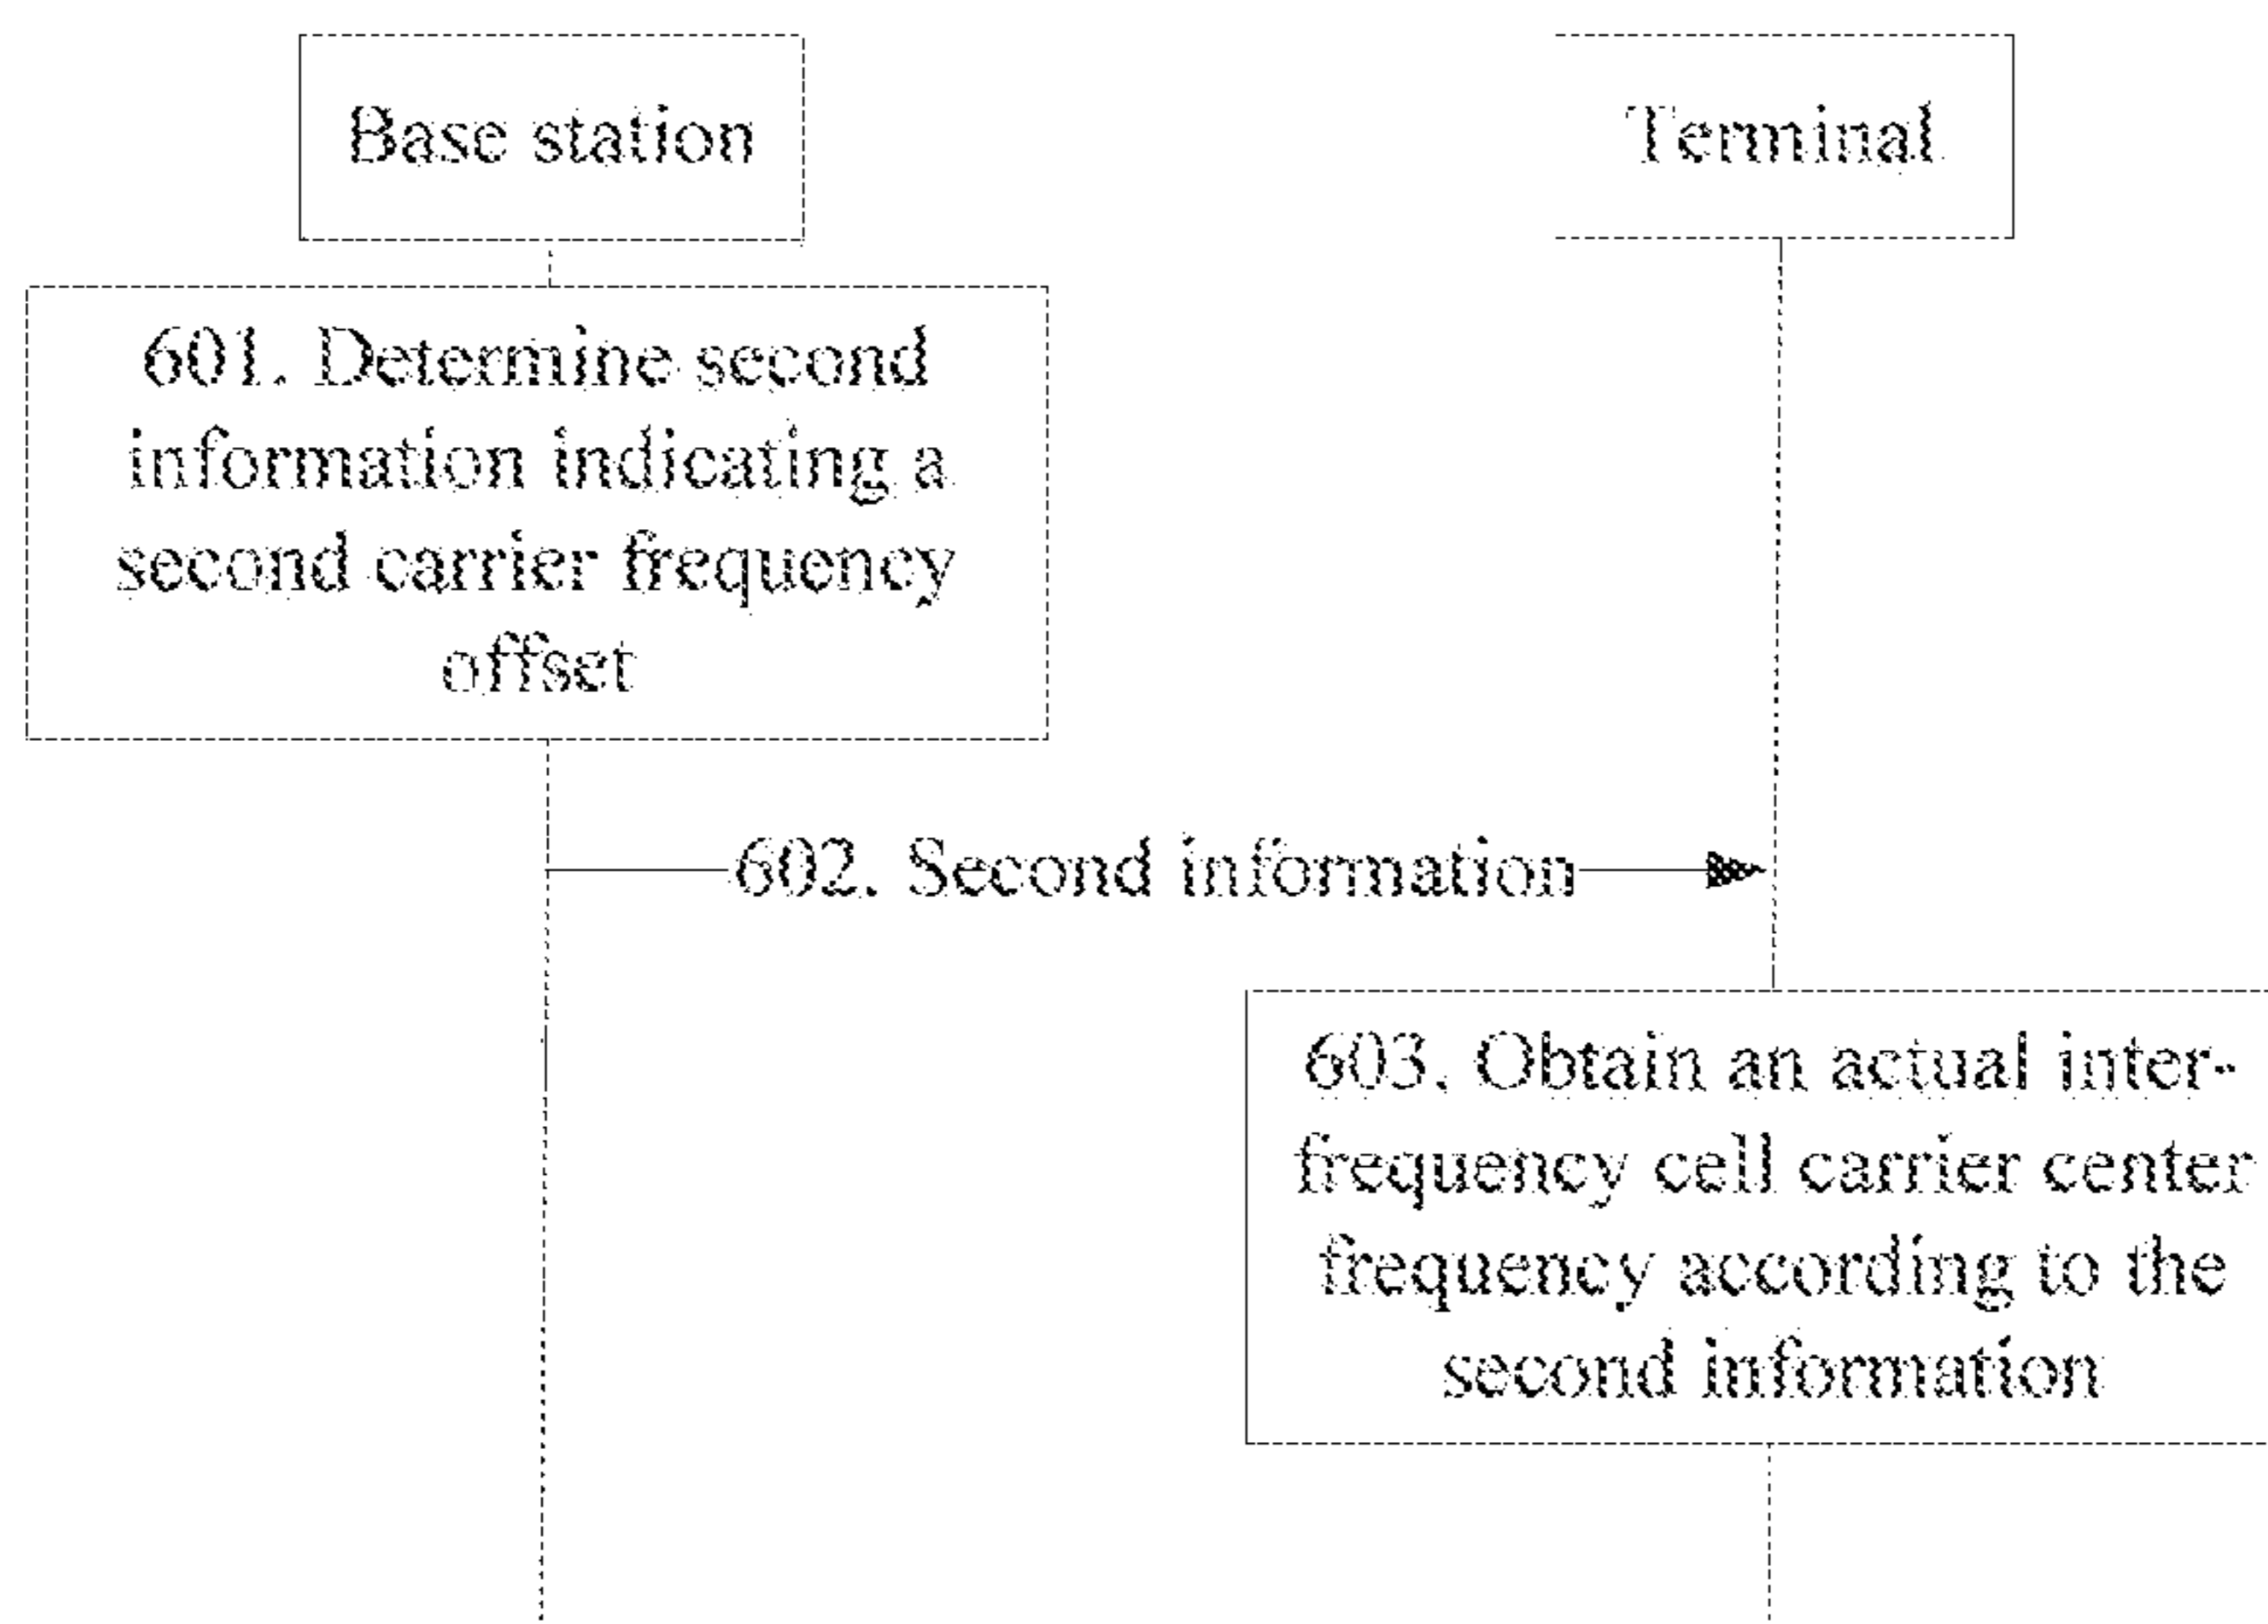 Base station
Terminal
601. Determine second
information indicating a
second carrier frequency
offset
602. Second information
603. Obtain an actual inter-
frequency cell carrier center
frequency according to the
second information